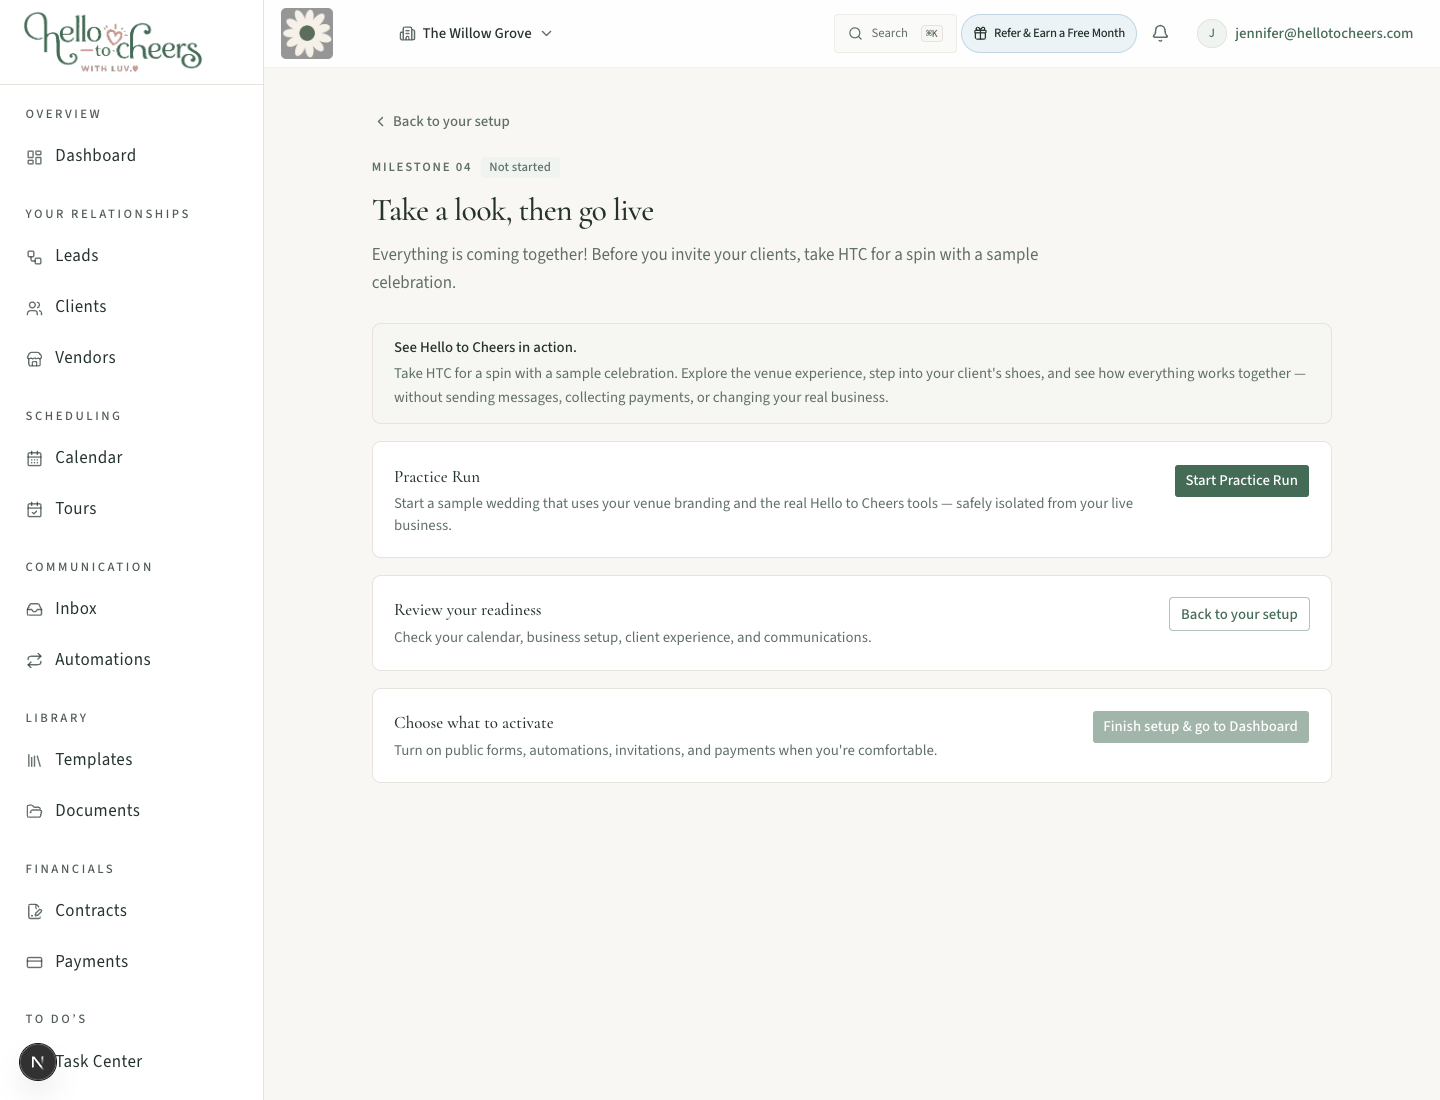 hello
to cheers
WITH LUV.
The Willow Grove
Search ⌘K
Refer & Earn a Free Month
J
jennifer@hellotocheers.com
OVERVIEW
Dashboard
YOUR RELATIONSHIPS
Leads
Clients
Vendors
SCHEDULING
Calendar
Tours
COMMUNICATION
Inbox
Automations
LIBRARY
Templates
Documents
FINANCIALS
Contracts
Payments
TO DO'S
N
Task Center
Back to your setup
MILESTONE 04 Not started
Take a look, then go live
Everything is coming together! Before you invite your clients, take HTC for a spin with a sample
celebration.
See Hello to Cheers in action.
Take HTC for a spin with a sample celebration. Explore the venue experience, step into your client's shoes, and see how everything works together —
without sending messages, collecting payments, or changing your real business.
Practice Run
Start a sample wedding that uses your venue branding and the real Hello to Cheers tools — safely isolated from your live
business.
Start Practice Run
Review your readiness
Check your calendar, business setup, client experience, and communications.
Back to your setup
Choose what to activate
Turn on public forms, automations, invitations, and payments when you're comfortable.
Finish setup & go to Dashboard